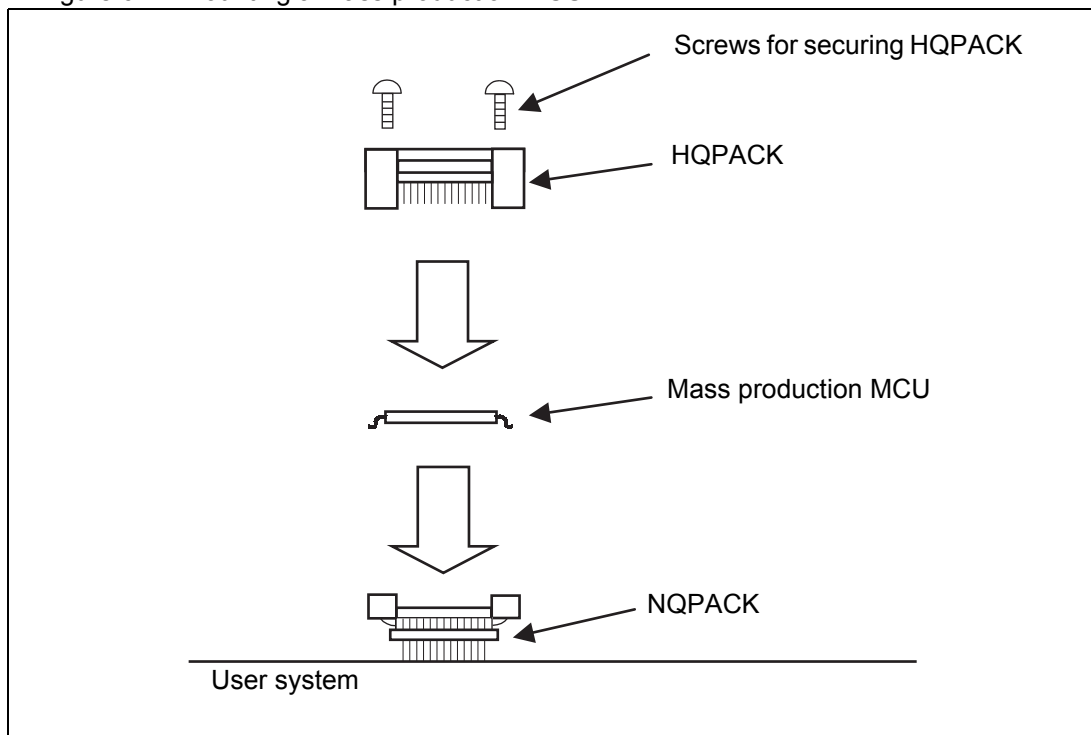 Screws for securing HQPACK
HQPACK
Mass production MCU
NQPACK
User system